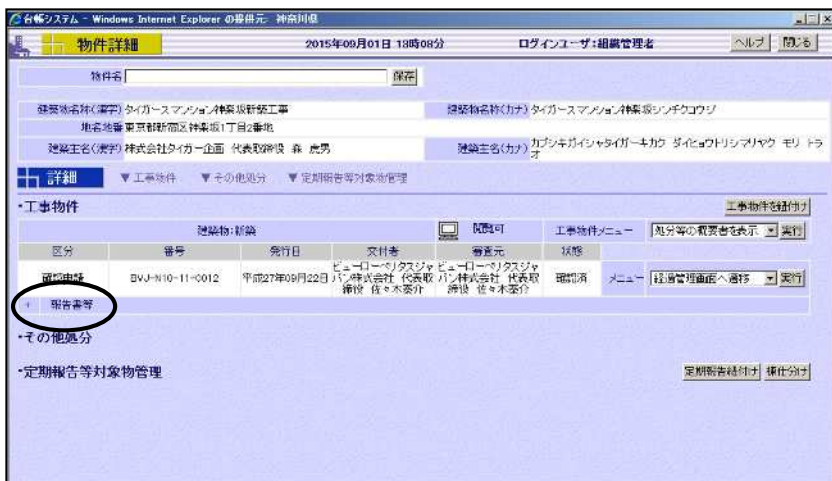 台帳システム - Windows Internet Explorer の提供元: 神奈川県
物件詳細 2015年09月01日 18時08分 ログインユーザ:組織管理者 ヘルプ 閉じる
物件名 保存
建築物名称(漢字) タイガースマンション神楽坂新築工事 建築物名称(カナ) タイガースマンション神楽坂シンチクコウジ
地名地番 東京都新宿区神楽坂1丁目2番地
建築主名(漢字) 株式会社タイガー企画 代表取締役 森 虎男 建築主名(カナ) カブシキガイシャタイガーキカク ダイヒョウトリシマリヤク モリ トラオ
詳細 ▼ 工事物件 ▼ その他処分 ▼ 定期報告等対象物管理
・工事物件 工事物件を紐付け
建築物:新築 閲覧可 工事物件メニュー 処分等の概要書を表示 実行
区分 番号 発行日 交付者 審査元 状態
確認申請 BVJ-N10-11-0012 平成27年09月22日 ビューローベリタスジャパン株式会社 代表取締役 佐々木泰介 ビューローベリタスジャパン株式会社 代表取締役 佐々木泰介 確認済 メニュー 経過管理画面へ遷移 実行
+ 報告書等
・その他処分
・定期報告等対象物管理 定期報告紐付け 棟仕分け